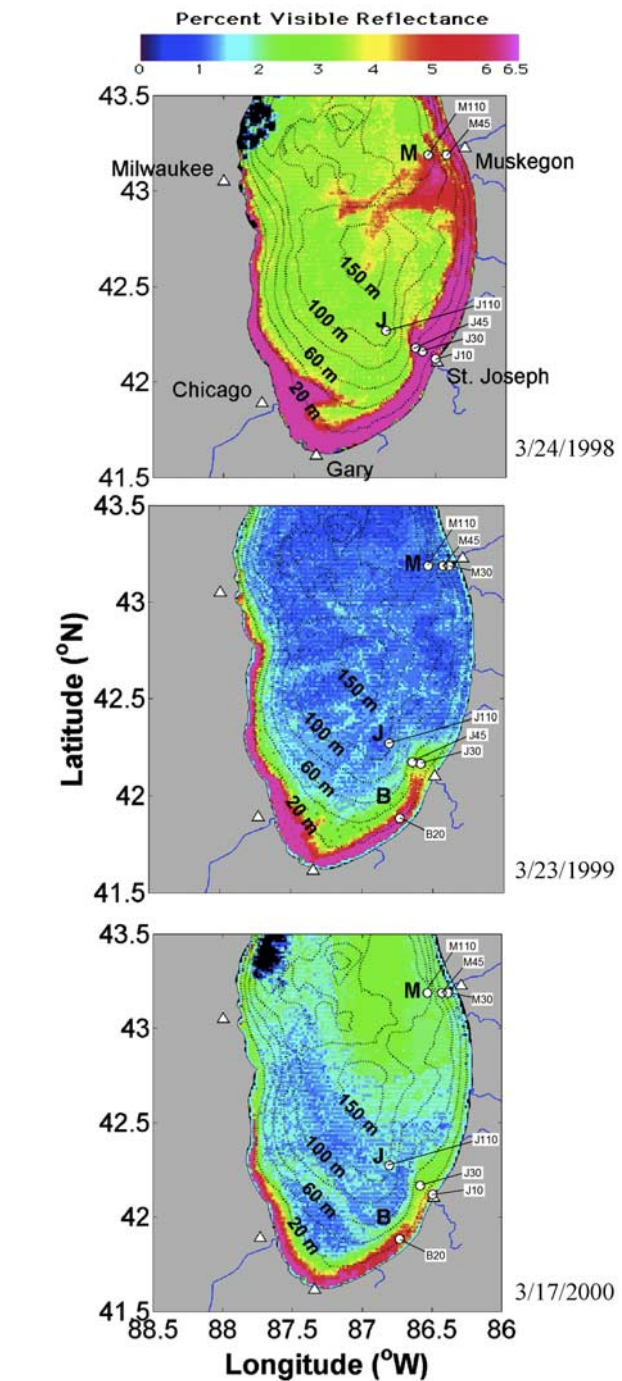 Percent Visible Reflectance
0 1 2 3 4 5 6 6.5
43.5
M110
M45
M
Muskegon
Milwaukee
43
42.5
150 m
J110
100 m
J
J45
J30
60 m
J10
42
St. Joseph
Chicago
20 m
3/24/1998
41.5
Gary
43.5
M110
M45
M
M30
43
Latitude (°N)
42.5
150 m
J110
J
100 m
J45
J30
60 m
42
B
20 m
B20
3/23/1999
41.5
43.5
M110
M45
M
M30
43
42.5
150 m
J110
100 m
J
J30
60 m
J10
42
B
20 m
B20
3/17/2000
41.5
88.5 88 87.5 87 86.5 86
Longitude (°W)